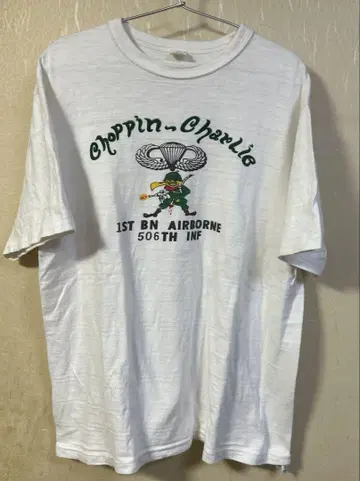 Choppin - Charlie
1ST BN AIRBORNE
506TH INF